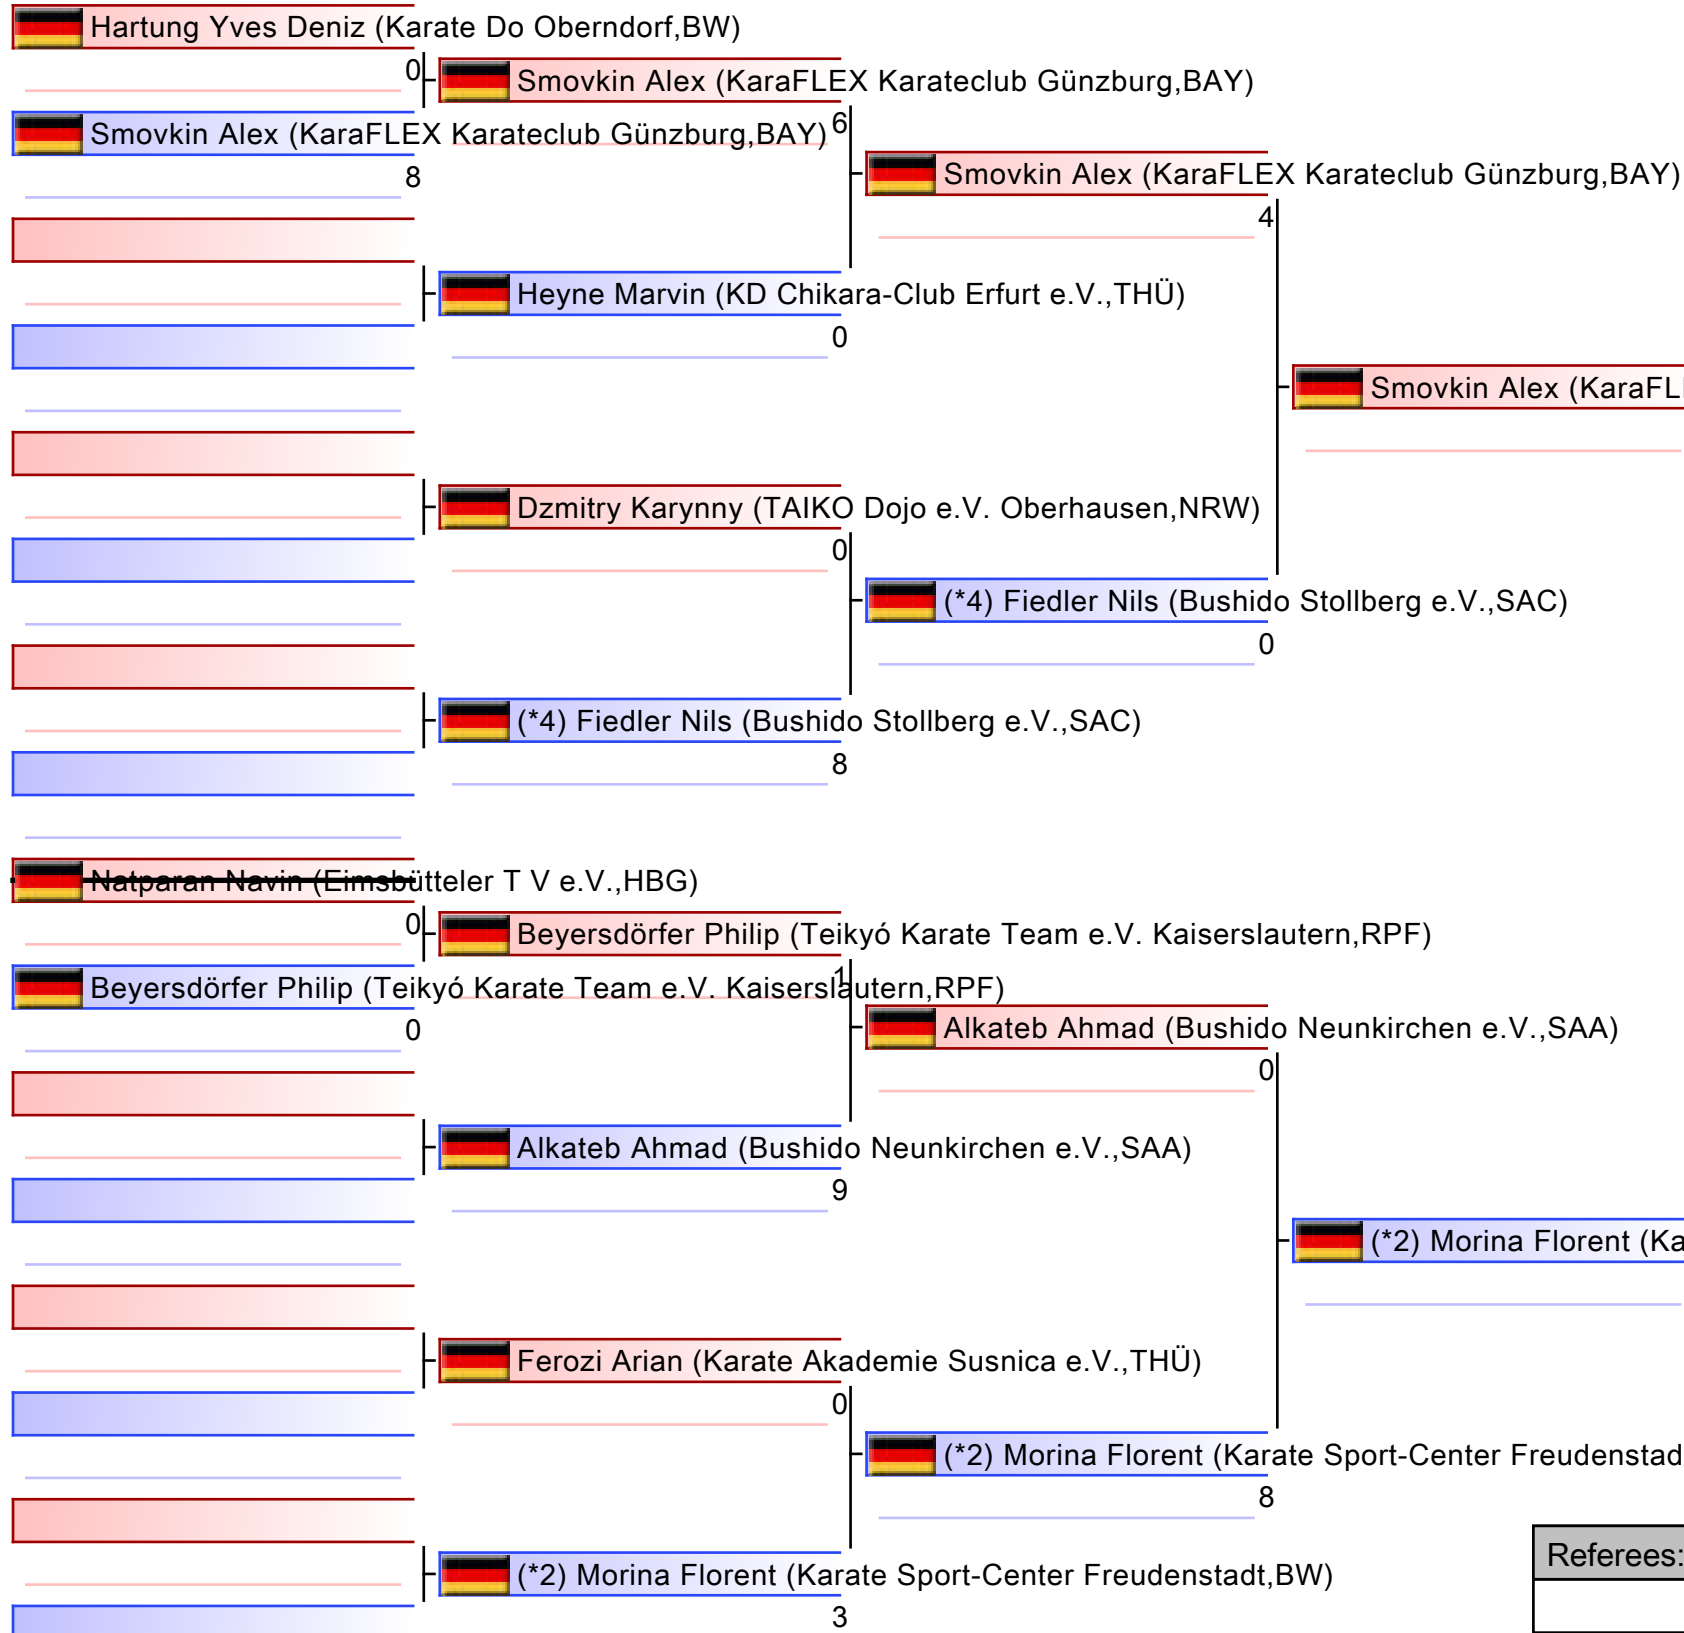 Hartung Yves Deniz (Karate Do Oberndorf,BW)
0
Smovkin Alex (KaraFLEX Karateclub Günzburg,BAY)
Smovkin Alex (KaraFLEX Karateclub Günzburg,BAY)
6
8
Smovkin Alex (KaraFLEX Karateclub Günzburg,BAY)
4
Heyne Marvin (KD Chikara-Club Erfurt e.V.,THÜ)
0
Smovkin Alex (KaraFL
Dzmitry Karynny (TAIKO Dojo e.V. Oberhausen,NRW)
0
(*4) Fiedler Nils (Bushido Stollberg e.V.,SAC)
0
(*4) Fiedler Nils (Bushido Stollberg e.V.,SAC)
8
Natparan Navin (Eimsbütteler T V e.V.,HBG)
0
Beyersdörfer Philip (Teikyó Karate Team e.V. Kaiserslautern,RPF)
Beyersdörfer Philip (Teikyó Karate Team e.V. Kaiserslautern,RPF)
1
0
Alkateb Ahmad (Bushido Neunkirchen e.V.,SAA)
0
Alkateb Ahmad (Bushido Neunkirchen e.V.,SAA)
9
(*2) Morina Florent (Ka
Ferozi Arian (Karate Akademie Susnica e.V.,THÜ)
0
(*2) Morina Florent (Karate Sport-Center Freudenstad
8
Referees:
(*2) Morina Florent (Karate Sport-Center Freudenstadt,BW)
3